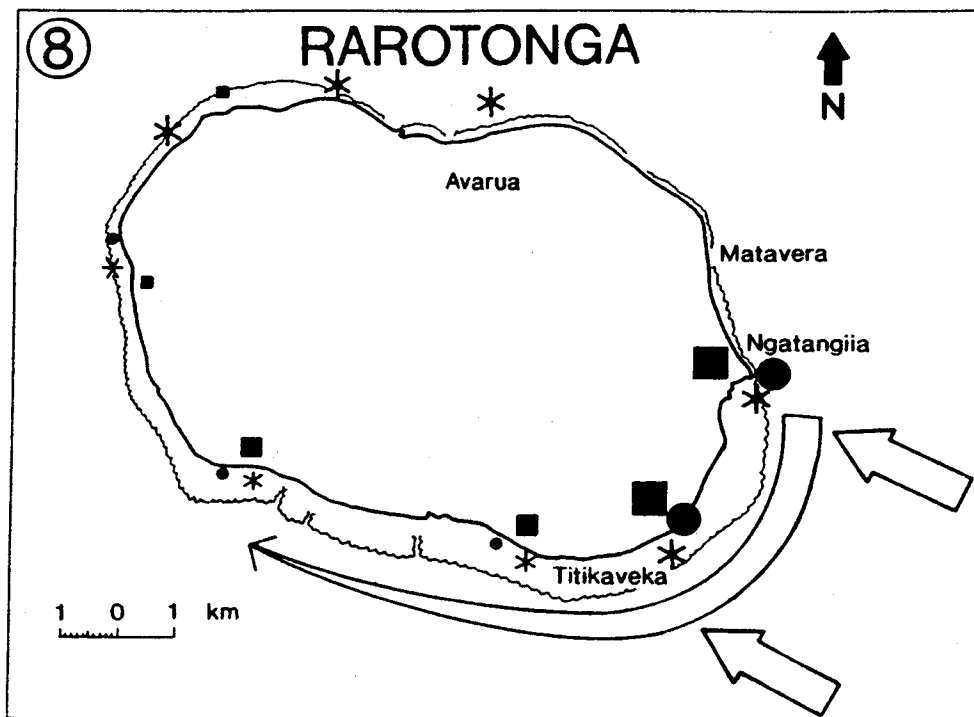 8
RAROTONGA
N
Avarua
Matavera
Ngatangiia
Titikaveka
1 0 1 km